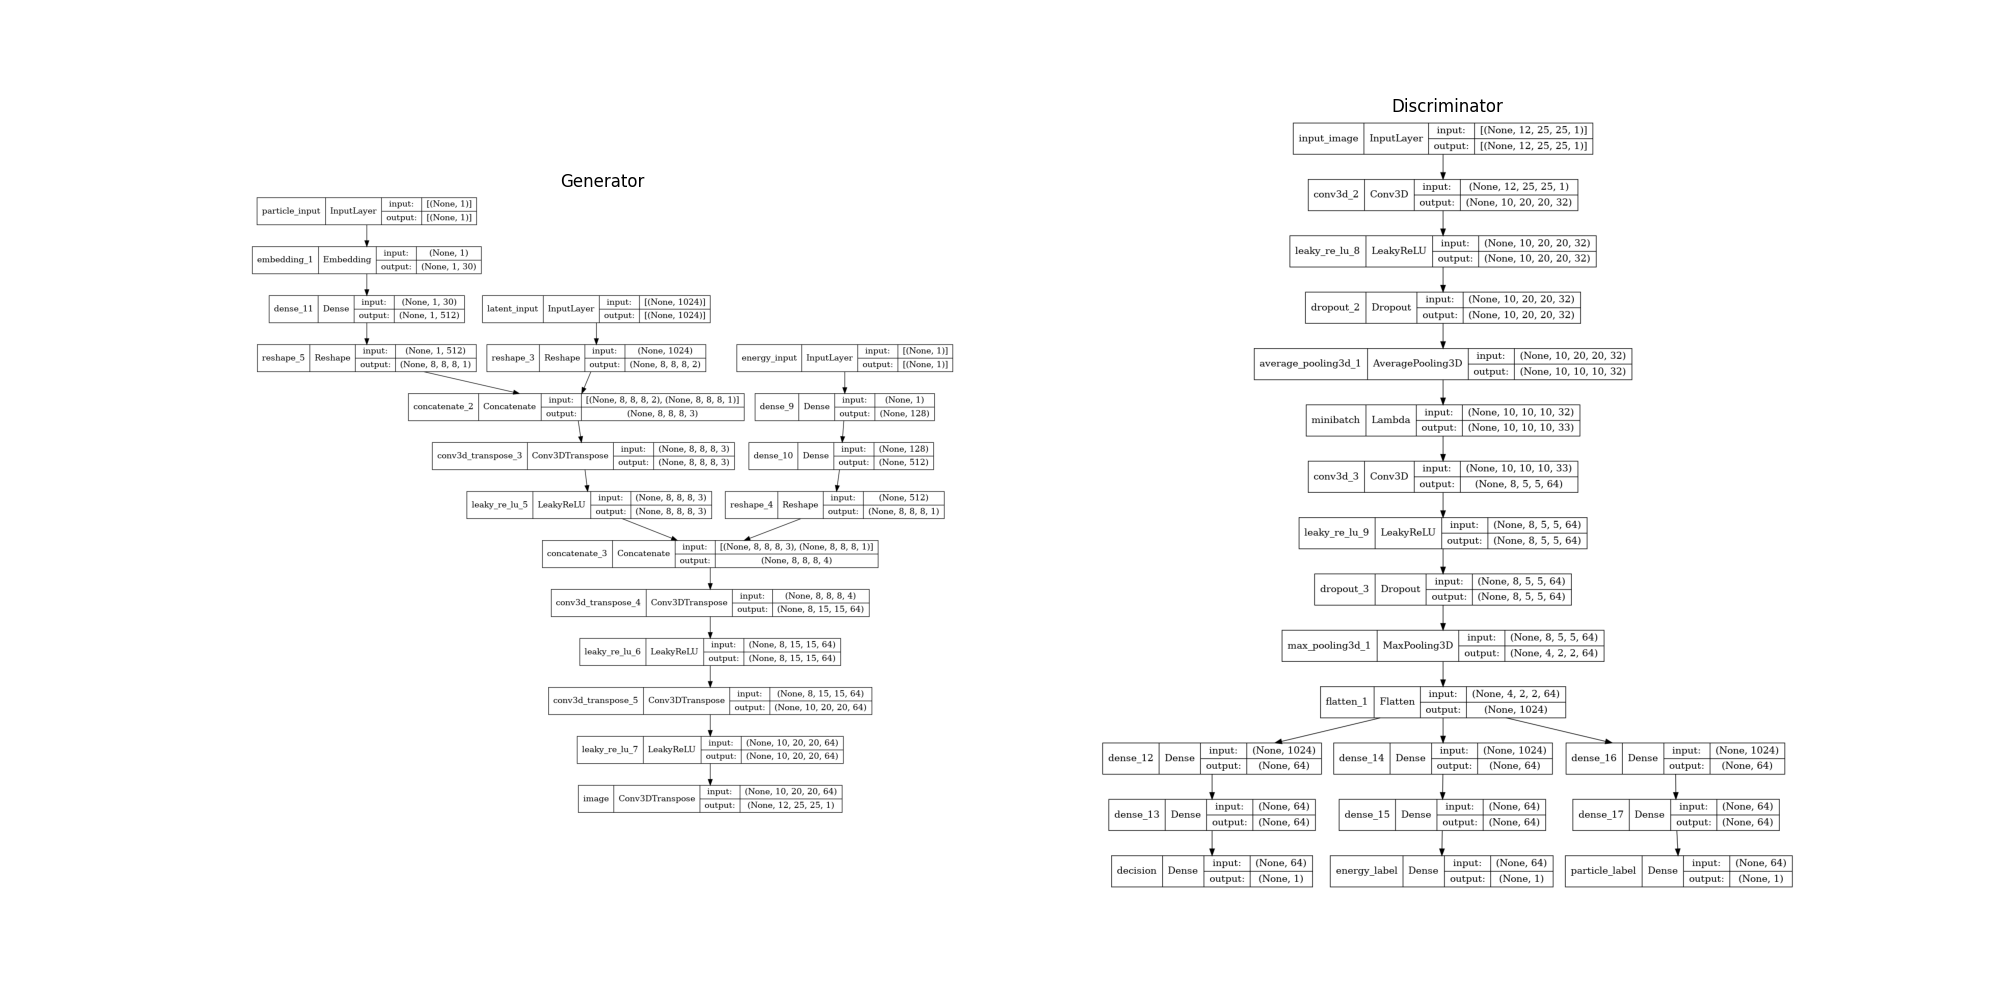 Generator
particle_input InputLayer input: [(None, 1)]
output: [(None, 1)]
embedding_1 Embedding input: (None, 1)
output: (None, 1, 30)
dense_11 Dense input: (None, 1, 30)
output: (None, 1, 512)
latent_input InputLayer input: [(None, 1024)]
output: [(None, 1024)]
reshape_5 Reshape input: (None, 1, 512)
output: (None, 8, 8, 8, 1)
reshape_3 Reshape input: (None, 1024)
output: (None, 8, 8, 8, 2)
energy_input InputLayer input: [(None, 1)]
output: [(None, 1)]
concatenate_2 Concatenate input: [(None, 8, 8, 8, 2), (None, 8, 8, 8, 1)]
output: (None, 8, 8, 8, 3)
dense_9 Dense input: (None, 1)
output: (None, 128)
conv3d_transpose_3 Conv3DTranspose input: (None, 8, 8, 8, 3)
output: (None, 8, 8, 8, 3)
dense_10 Dense input: (None, 128)
output: (None, 512)
leaky_re_lu_5 LeakyReLU input: (None, 8, 8, 8, 3)
output: (None, 8, 8, 8, 3)
reshape_4 Reshape input: (None, 512)
output: (None, 8, 8, 8, 1)
concatenate_3 Concatenate input: [(None, 8, 8, 8, 3), (None, 8, 8, 8, 1)]
output: (None, 8, 8, 8, 4)
conv3d_transpose_4 Conv3DTranspose input: (None, 8, 8, 8, 4)
output: (None, 8, 15, 15, 64)
leaky_re_lu_6 LeakyReLU input: (None, 8, 15, 15, 64)
output: (None, 8, 15, 15, 64)
conv3d_transpose_5 Conv3DTranspose input: (None, 8, 15, 15, 64)
output: (None, 10, 20, 20, 64)
leaky_re_lu_7 LeakyReLU input: (None, 10, 20, 20, 64)
output: (None, 10, 20, 20, 64)
image Conv3DTranspose input: (None, 10, 20, 20, 64)
output: (None, 12, 25, 25, 1)
Discriminator
input_image InputLayer input: [(None, 12, 25, 25, 1)]
output: [(None, 12, 25, 25, 1)]
conv3d_2 Conv3D input: (None, 12, 25, 25, 1)
output: (None, 10, 20, 20, 32)
leaky_re_lu_8 LeakyReLU input: (None, 10, 20, 20, 32)
output: (None, 10, 20, 20, 32)
dropout_2 Dropout input: (None, 10, 20, 20, 32)
output: (None, 10, 20, 20, 32)
average_pooling3d_1 AveragePooling3D input: (None, 10, 20, 20, 32)
output: (None, 10, 10, 10, 32)
minibatch Lambda input: (None, 10, 10, 10, 32)
output: (None, 10, 10, 10, 33)
conv3d_3 Conv3D input: (None, 10, 10, 10, 33)
output: (None, 8, 5, 5, 64)
leaky_re_lu_9 LeakyReLU input: (None, 8, 5, 5, 64)
output: (None, 8, 5, 5, 64)
dropout_3 Dropout input: (None, 8, 5, 5, 64)
output: (None, 8, 5, 5, 64)
max_pooling3d_1 MaxPooling3D input: (None, 8, 5, 5, 64)
output: (None, 4, 2, 2, 64)
flatten_1 Flatten input: (None, 4, 2, 2, 64)
output: (None, 1024)
dense_12 Dense input: (None, 1024)
output: (None, 64)
dense_14 Dense input: (None, 1024)
output: (None, 64)
dense_16 Dense input: (None, 1024)
output: (None, 64)
dense_13 Dense input: (None, 64)
output: (None, 64)
dense_15 Dense input: (None, 64)
output: (None, 64)
dense_17 Dense input: (None, 64)
output: (None, 64)
decision Dense input: (None, 64)
output: (None, 1)
energy_label Dense input: (None, 64)
output: (None, 1)
particle_label Dense input: (None, 64)
output: (None, 1)